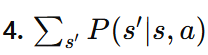 4. ∑ₛ′ P(s′|s, a)